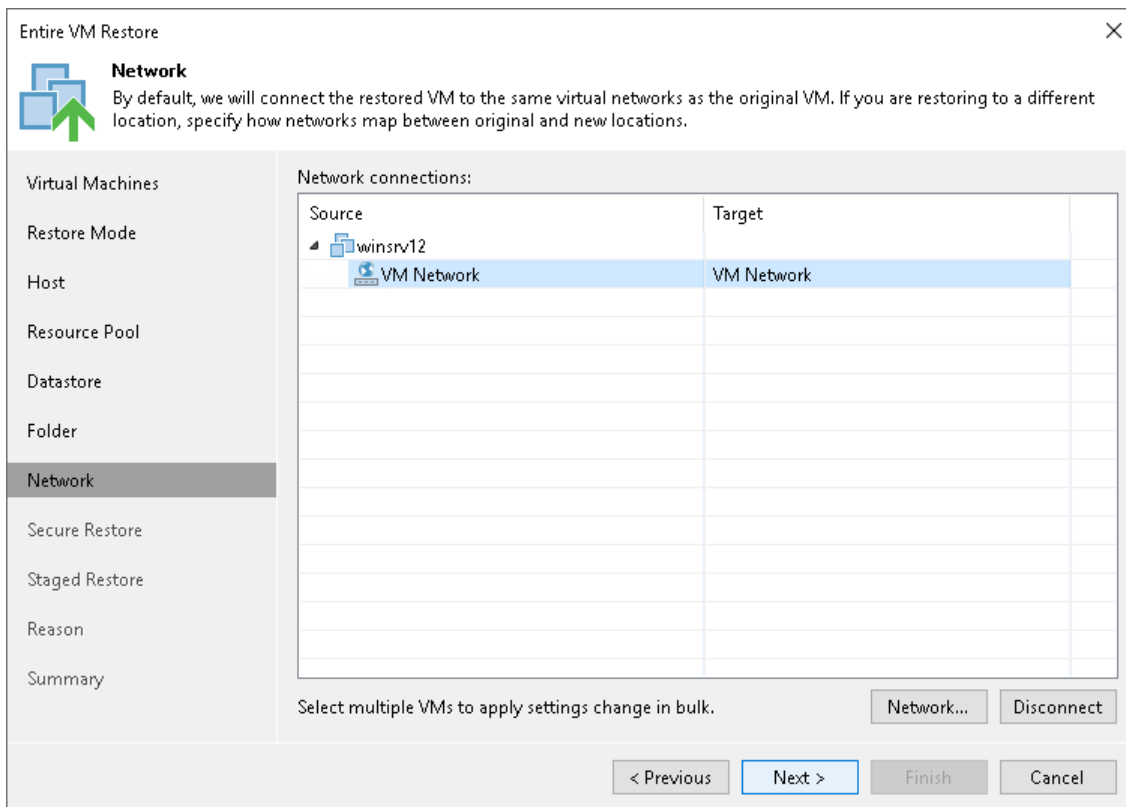 Entire VM Restore
Network
By default, we will connect the restored VM to the same virtual networks as the original VM. If you are restoring to a different
location, specify how networks map between original and new locations.
Virtual Machines
Restore Mode
Host
Resource Pool
Datastore
Folder
Network
Secure Restore
Staged Restore
Reason
Summary
Network connections:
Source Target
winsrv12
VM Network VM Network
Select multiple VMs to apply settings change in bulk. Network... Disconnect
< Previous Next > Finish Cancel